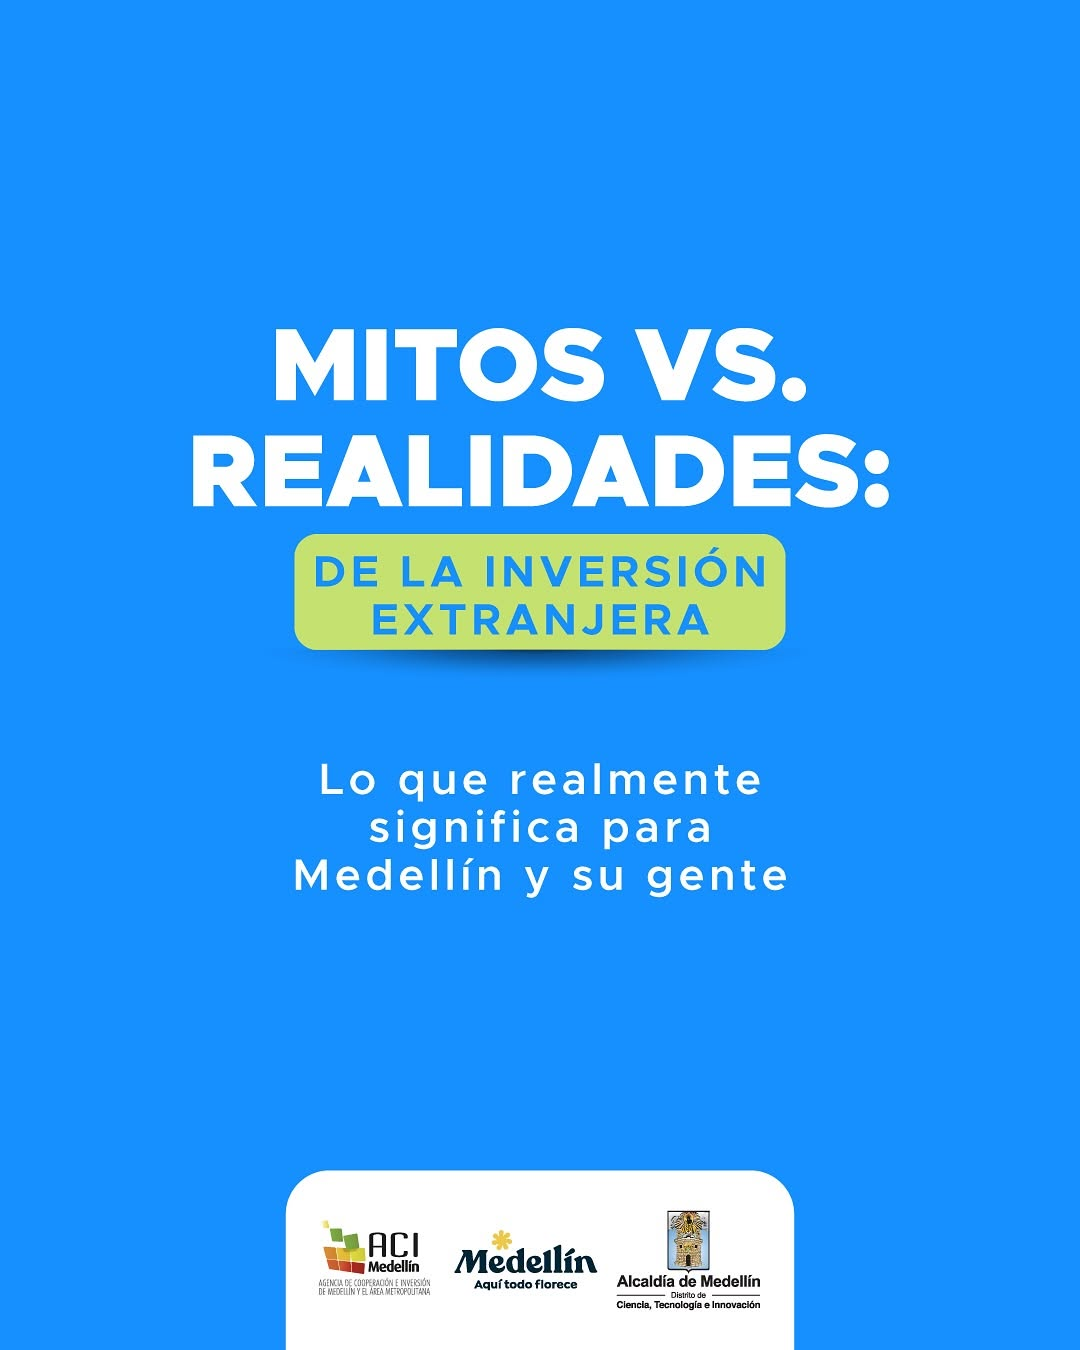 MITOS VS.
REALIDADES:
DE LA INVERSIÓN
EXTRANJERA
Lo que realmente
significa para
Medellín y su gente
ACI
Medellín
AGENCIA DE COOPERACIÓN E INVERSIÓN
DE MEDELLÍN Y EL ÁREA METROPOLITANA
Medellín
Aquí todo florece
Alcaldía de Medellín
Distrito de
Ciencia, Tecnología e Innovación